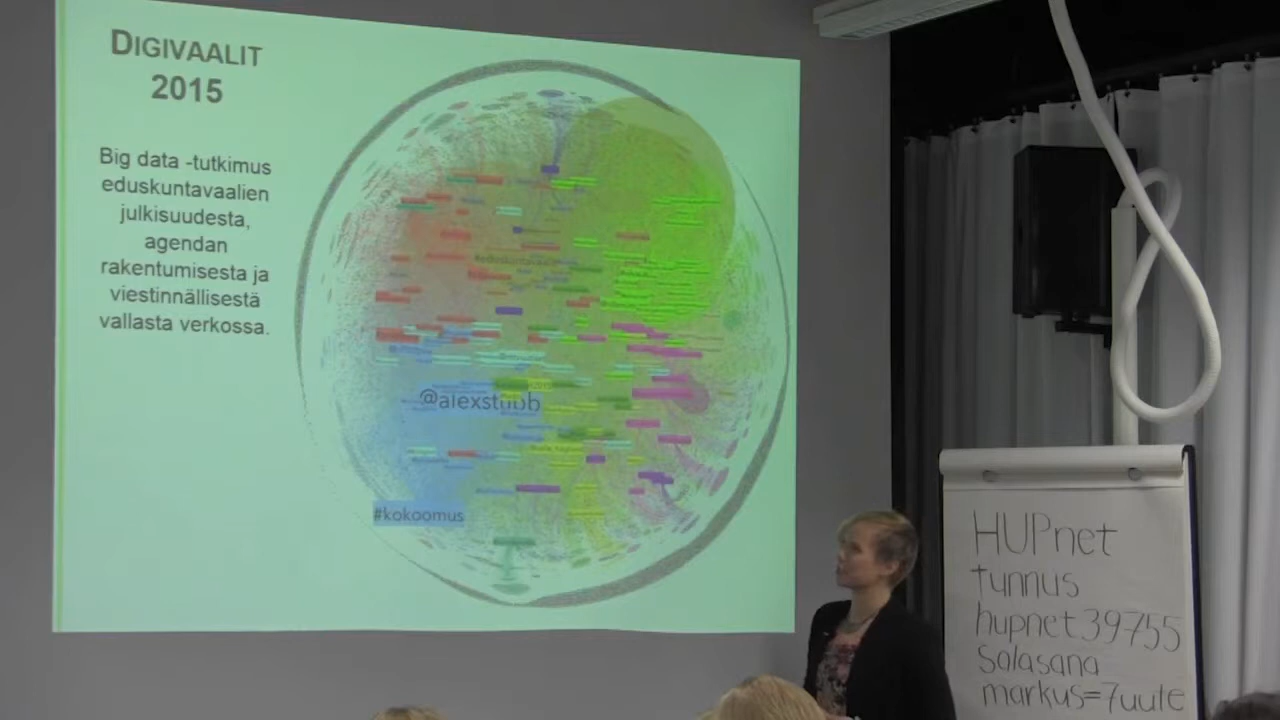 DIGIVAALIT
2015
Big data -tutkimus
eduskuntavaalien
julkisuudesta,
agendan
rakentumisesta ja
viestinnällisestä
vallasta verkossa.
@alexstubb
#kokoomus
HUPnet
tunnus
hupnet39755
Salasana
markus=7uute